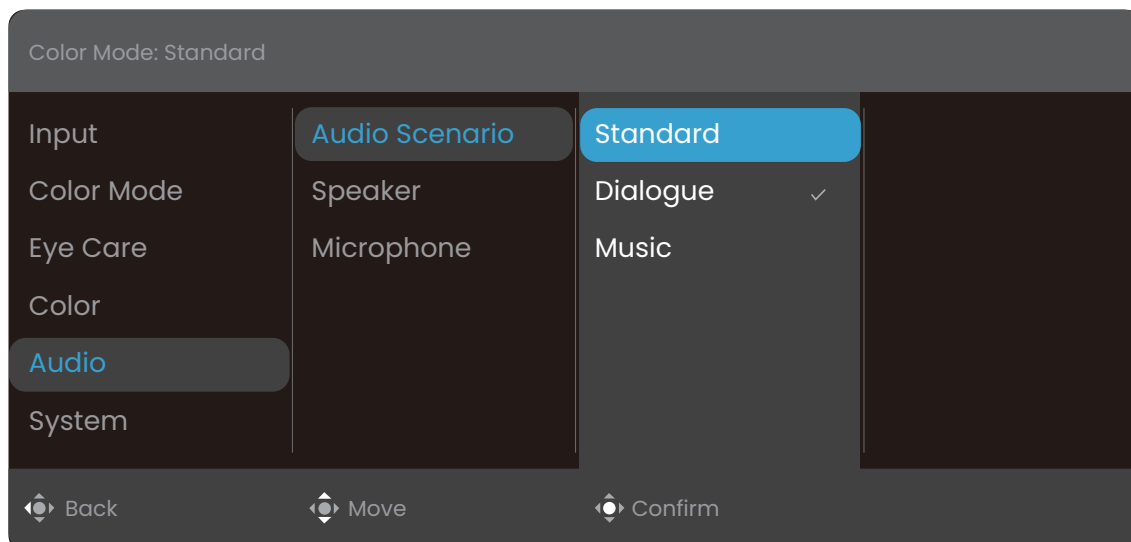 Color Mode: Standard
Input
Color Mode
Eye Care
Color
Audio
System
Audio Scenario
Speaker
Microphone
Standard
Dialogue
Music
Back
Move
Confirm